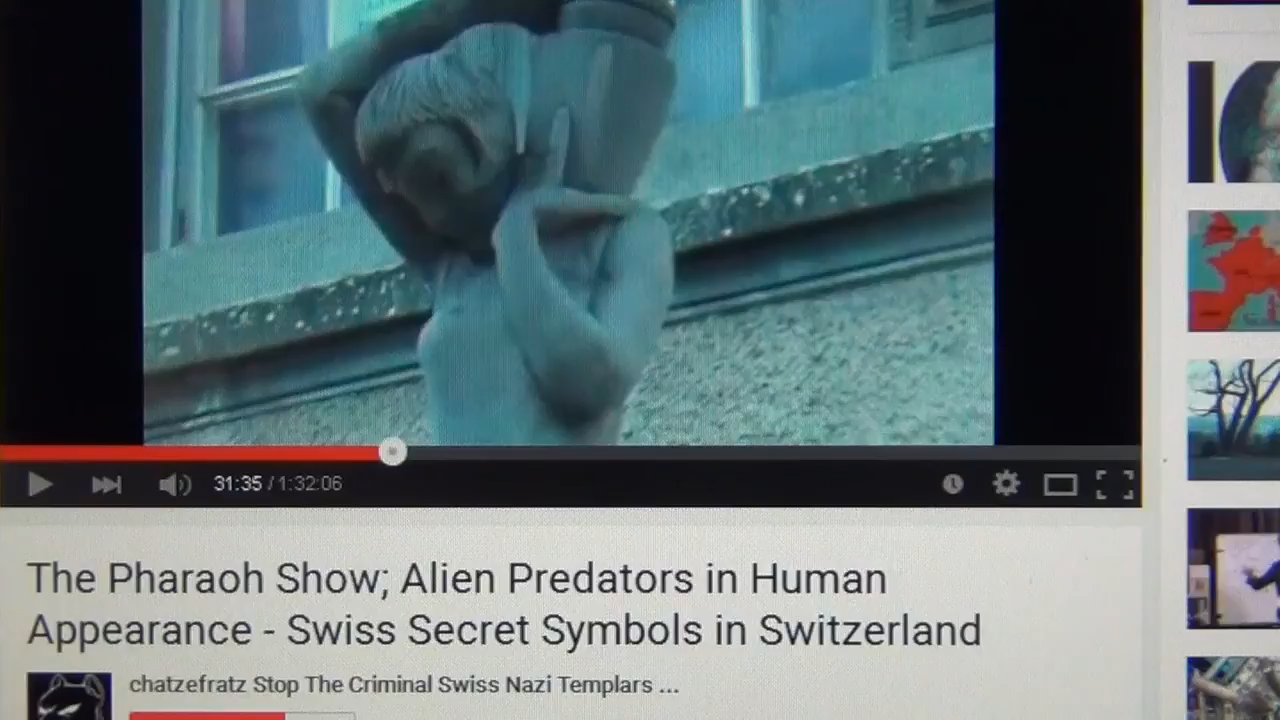 31:35 / 1:32:06
The Pharaoh Show; Alien Predators in Human
Appearance - Swiss Secret Symbols in Switzerland
chatzefratz Stop The Criminal Swiss Nazi Templars ...